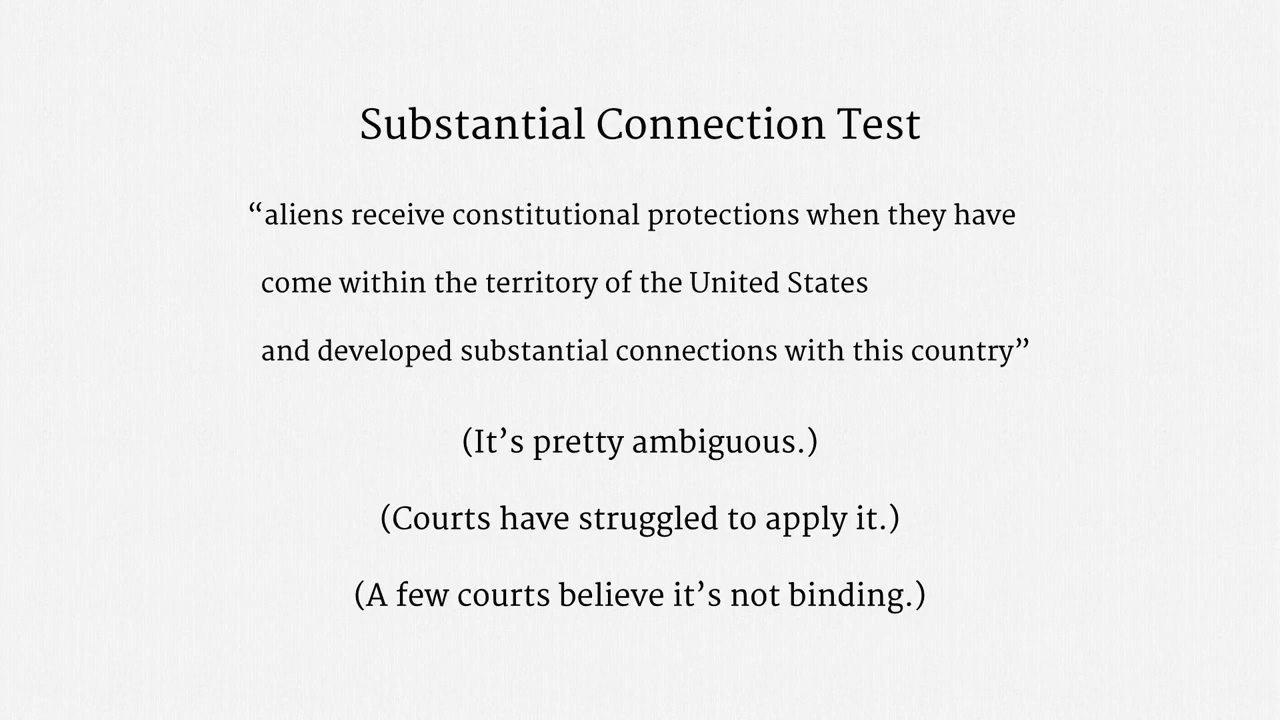 Substantial Connection Test
“aliens receive constitutional protections when they have
come within the territory of the United States
and developed substantial connections with this country”
(It’s pretty ambiguous.)
(Courts have struggled to apply it.)
(A few courts believe it’s not binding.)